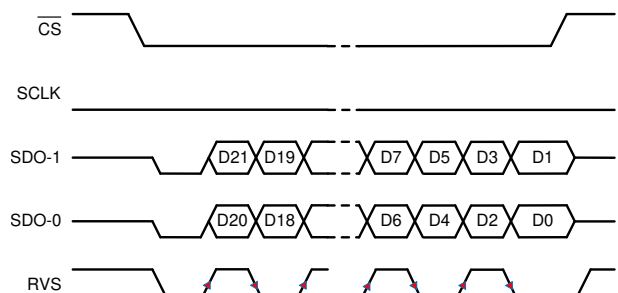 CS
SCLK
SDO-1 D21 D19 D7 D5 D3 D1
SDO-0 D20 D18 D6 D4 D2 D0
RVS